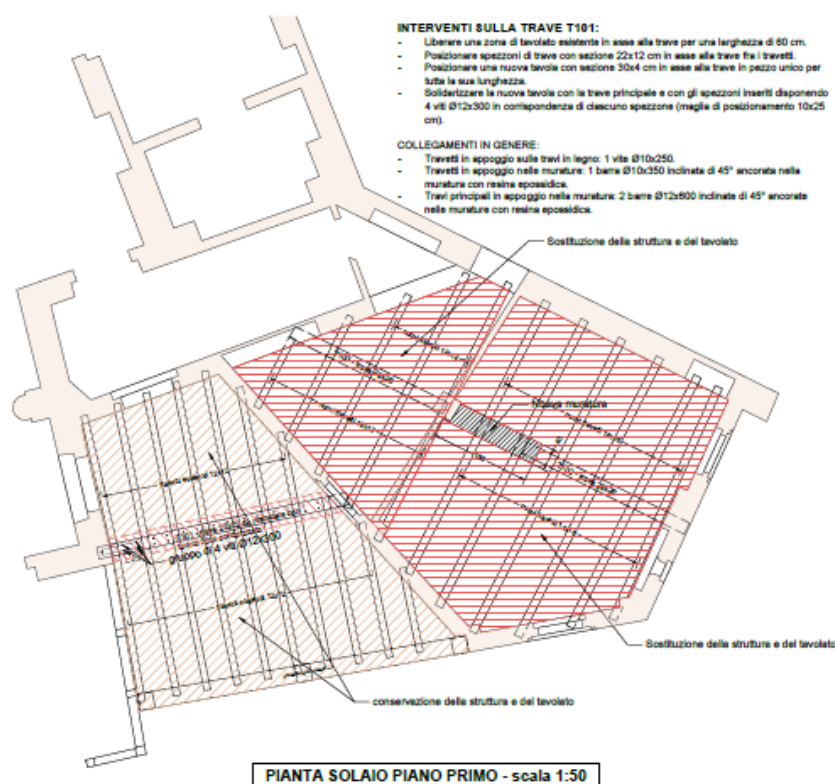 INTERVENTI SULLA TRAVE T101:
- Liberare una zona di tavolato esistente in asse alla trave per una larghezza di 60 cm.
- Posizionare spezzoni di trave con sezione 22x12 cm in asse alla trave fra i travetti.
- Posizionare una nuova tavola con sezione 30x4 cm in asse alla trave in pezzo unico per
tutta la sua lunghezza.
- Solidarizzare la nuova tavola con la trave principale e con gli spezzoni inseriti disponendo
4 viti Ø12x300 in corrispondenza di ciascuno spezzone (maglia di posizionamento 10x25
cm).
COLLEGAMENTI IN GENERE:
- Travetti in appoggio sulle travi in legno: 1 vite Ø10x250.
- Travetti in appoggio nelle murature: 1 barra Ø10x350 inclinata di 45° ancorata nella
muratura con resina epossidica.
- Travi principali in appoggio nella muratura: 2 barre Ø12x600 inclinate di 45° ancorate
nelle murature con resina epossidica.
Sostituzione della struttura e del tavolato
Nuova muratura
gruppo di 4 viti Ø12x300
Sostituzione della struttura e del tavolato
conservazione della struttura e del tavolato
PIANTA SOLAIO PIANO PRIMO - scala 1:50